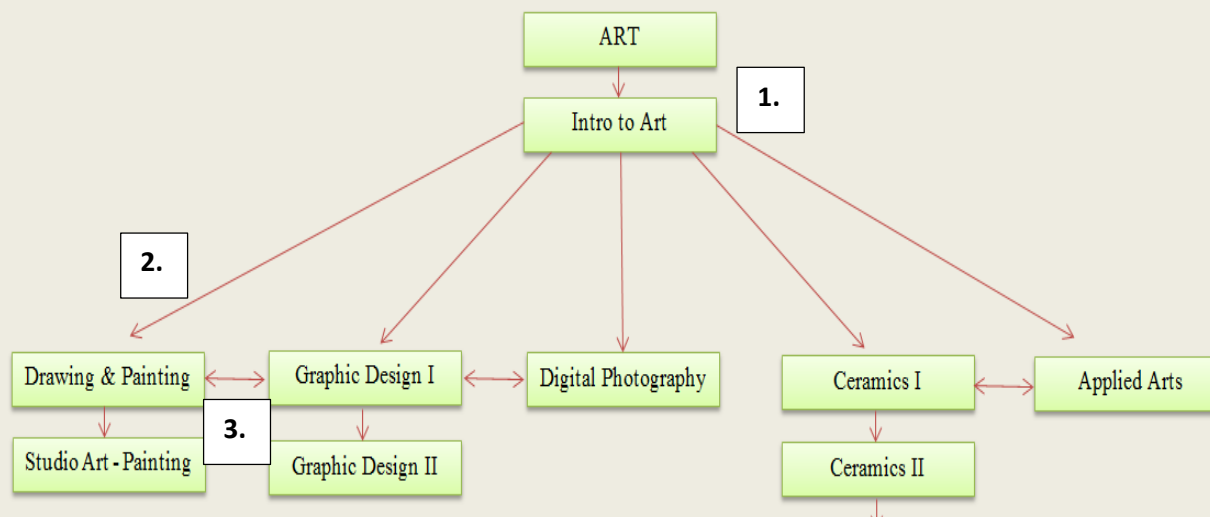 ART
1.
Intro to Art
2.
Drawing & Painting
Graphic Design I
Digital Photography
Ceramics I
Applied Arts
3.
Studio Art - Painting
Graphic Design II
Ceramics II